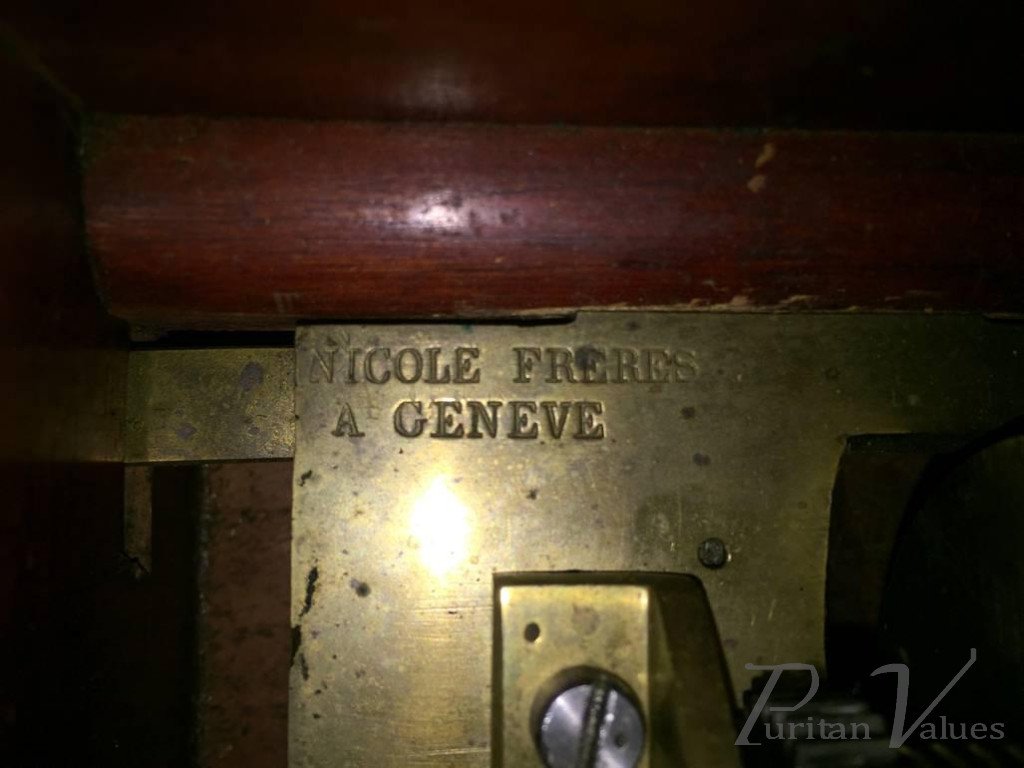 NICOLE FRERES
A GENEVE
Puritan Values